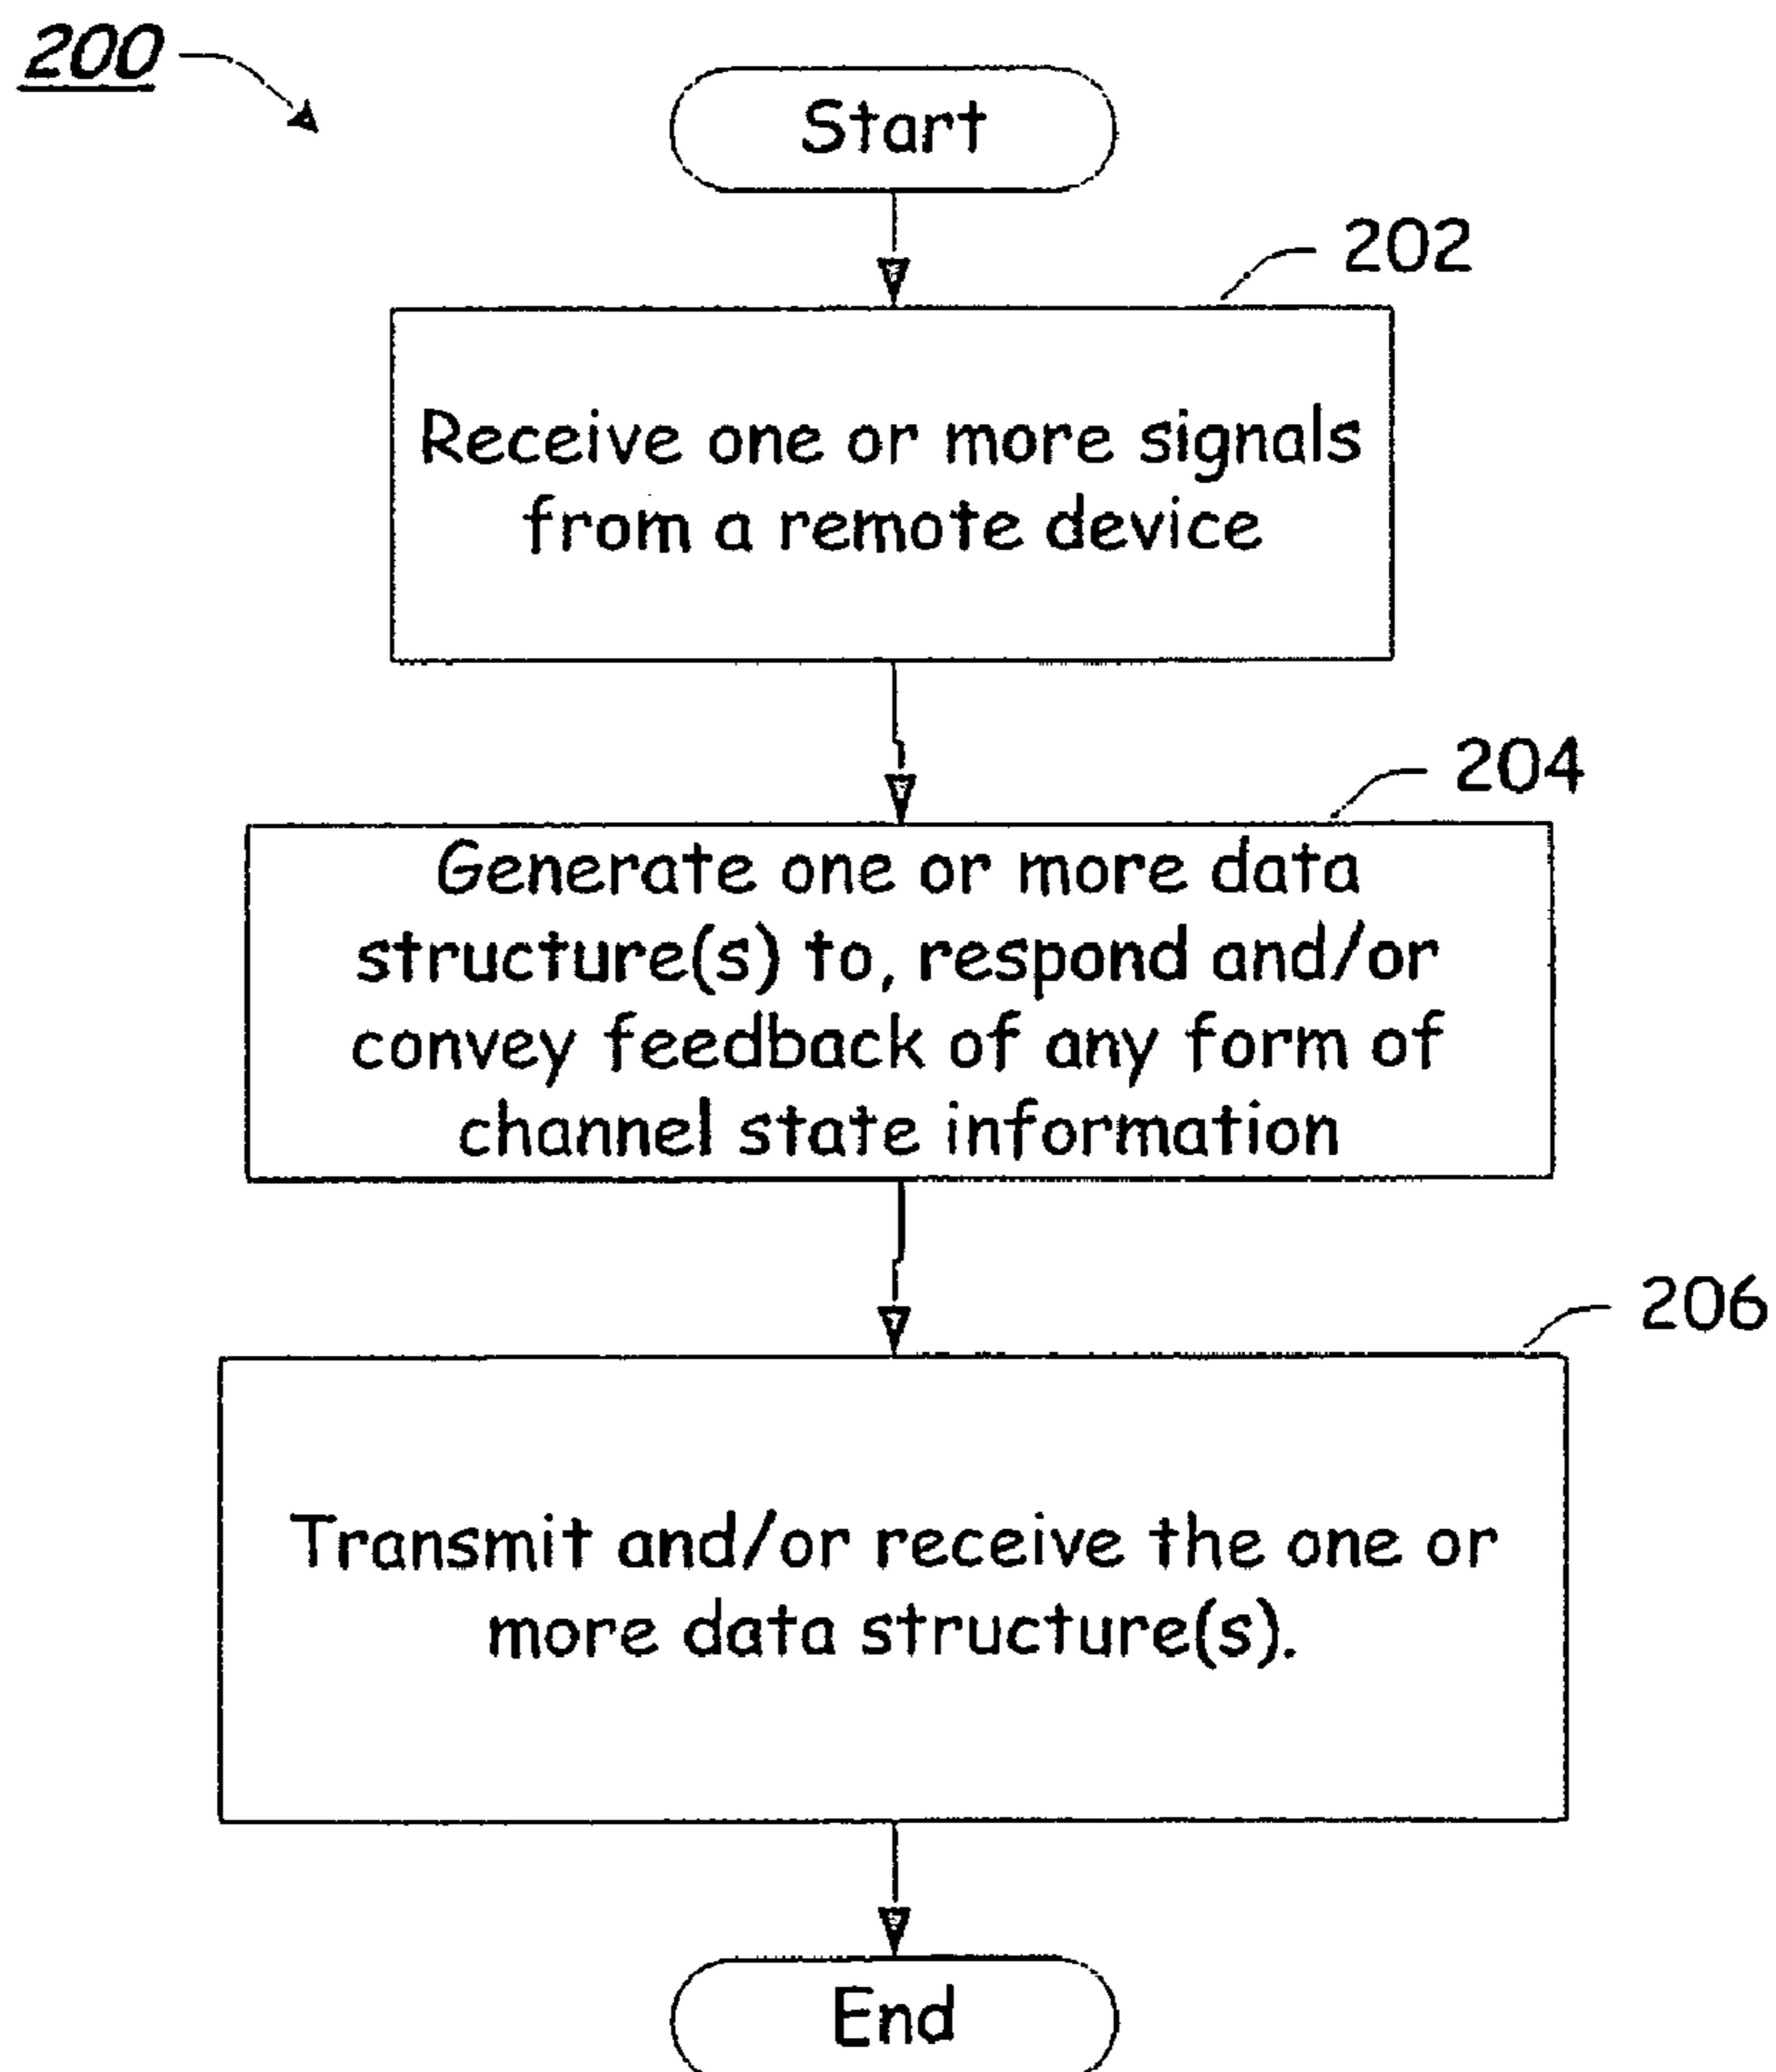 200
Start
202
Receive one or more signals
from a remote device
204
Generate one or more data
structure(s) to, respond and/or
convey feedback of any form of
channel state information
206
Transmit and/or receive the one or
more data structure(s).
End